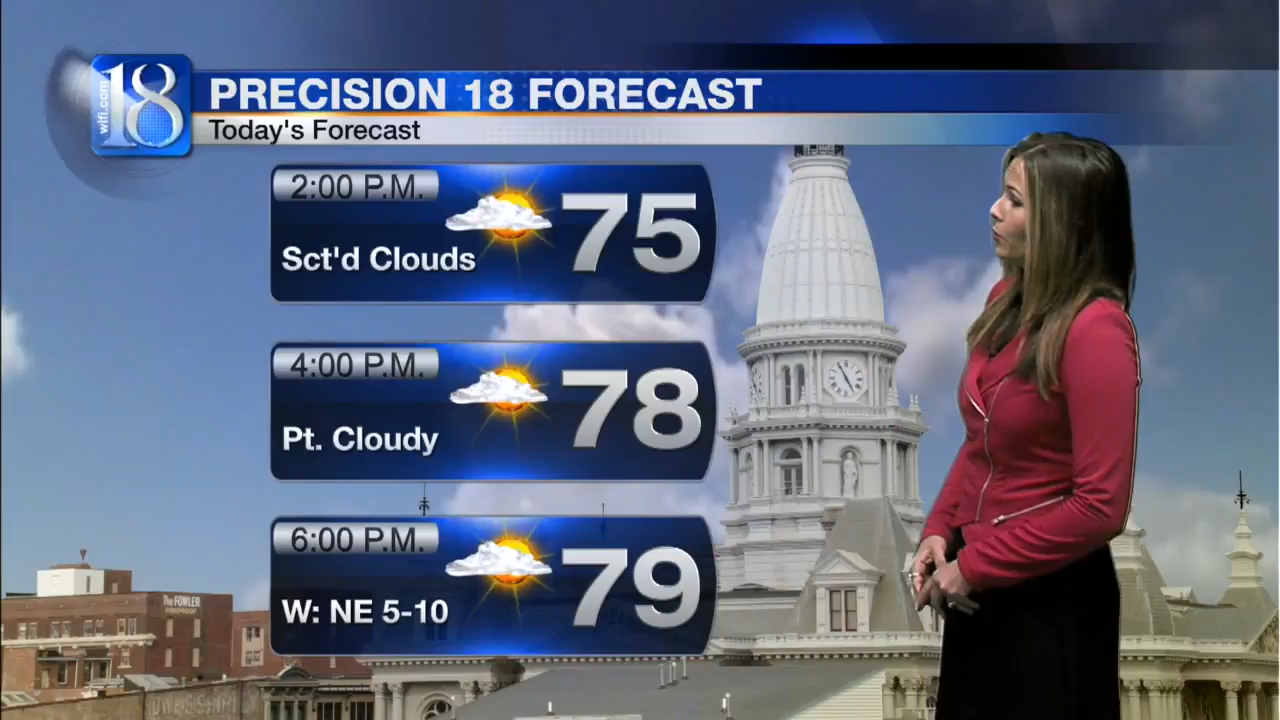 18
wlfi.com
PRECISION 18 FORECAST
Today's Forecast
2:00 P.M.
75
Sct'd Clouds
4:00 P.M.
78
Pt. Cloudy
6:00 P.M.
79
W: NE 5-10
The FOWLER